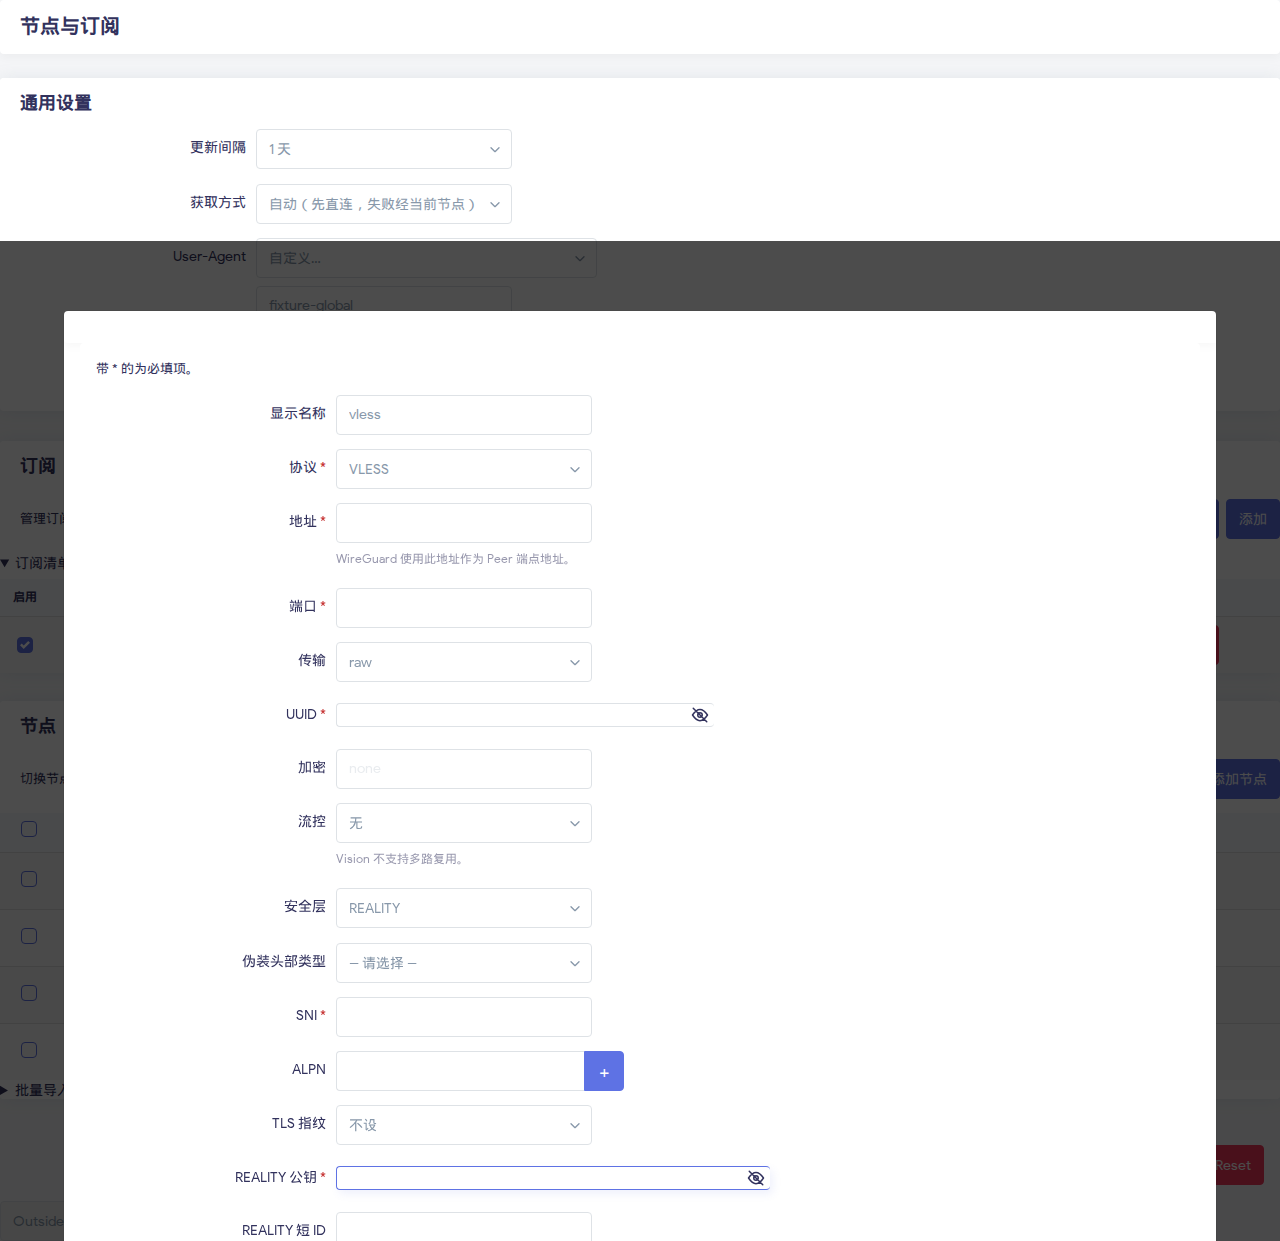 节点与订阅
通用设置
更新间隔
1 天
获取方式
自动（先直连，失败经当前节点）
User-Agent
自定义...
fixture-global
带 * 的为必填项。
显示名称
vless
协议 *
VLESS
地址 *
WireGuard 使用此地址作为 Peer 端点地址。
端口 *
传输
raw
UUID *
加密
none
流控
无
Vision 不支持多路复用。
安全层
REALITY
伪装头部类型
-- 请选择 --
SNI *
ALPN
+
TLS 指纹
不设
REALITY 公钥 *
REALITY 短 ID
订阅
管理订
添加
▼ 订阅清单
启用
节点
切换节
添加节点
▶ 批量导
Reset
Outside